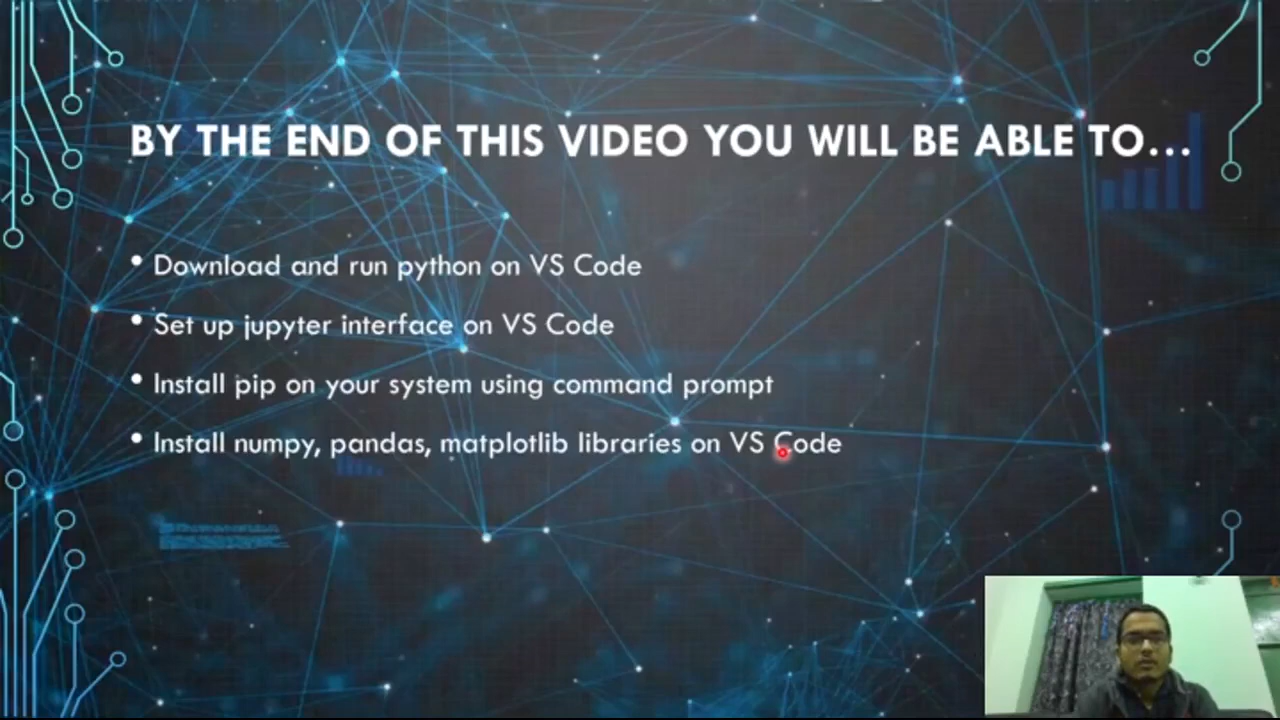 BY THE END OF THIS VIDEO YOU WILL BE ABLE TO...
• Download and run python on VS Code
• Set up jupyter interface on VS Code
• Install pip on your system using command prompt
• Install numpy, pandas, matplotlib libraries on VS Code